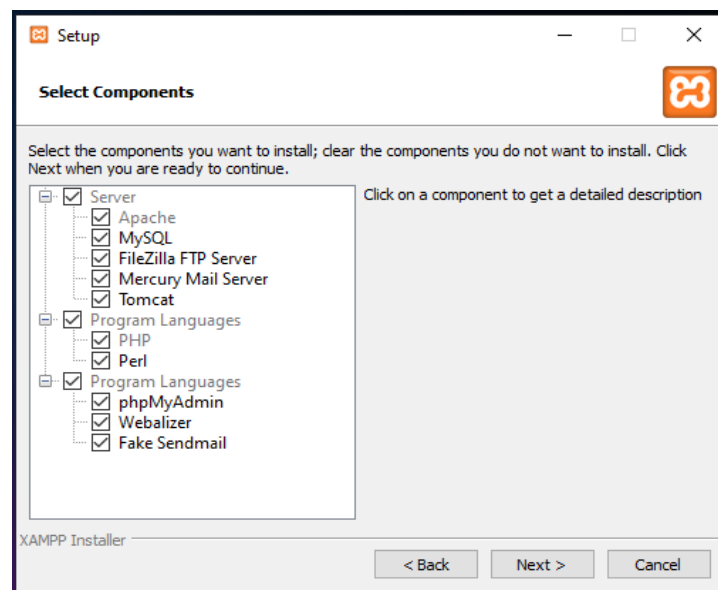 Setup
Select Components
Select the components you want to install; clear the components you do not want to install. Click
Next when you are ready to continue.
Server
Apache
MySQL
FileZilla FTP Server
Mercury Mail Server
Tomcat
Program Languages
PHP
Perl
Program Languages
phpMyAdmin
Webalizer
Fake Sendmail
Click on a component to get a detailed description
XAMPP Installer
< Back
Next >
Cancel